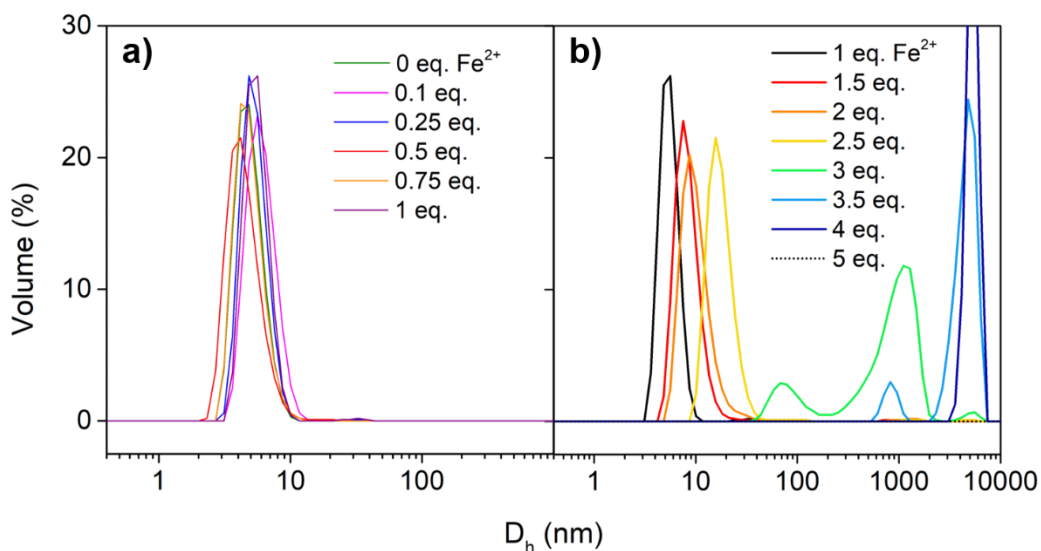 a)
0 eq. Fe²⁺
0.1 eq.
0.25 eq.
0.5 eq.
0.75 eq.
1 eq.
b)
1 eq. Fe²⁺
1.5 eq.
2 eq.
2.5 eq.
3 eq.
3.5 eq.
4 eq.
5 eq.
Volume (%)
30
20
10
0
1 10 100
1 10 100 1000 10000
Dₕ (nm)